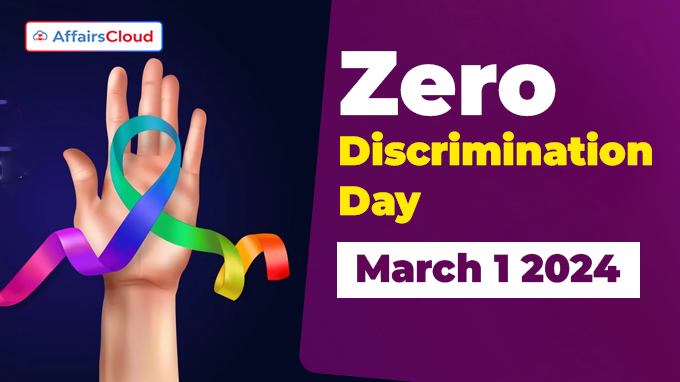 AffairsCloud
Zero
Discrimination
Day
March 1 2024